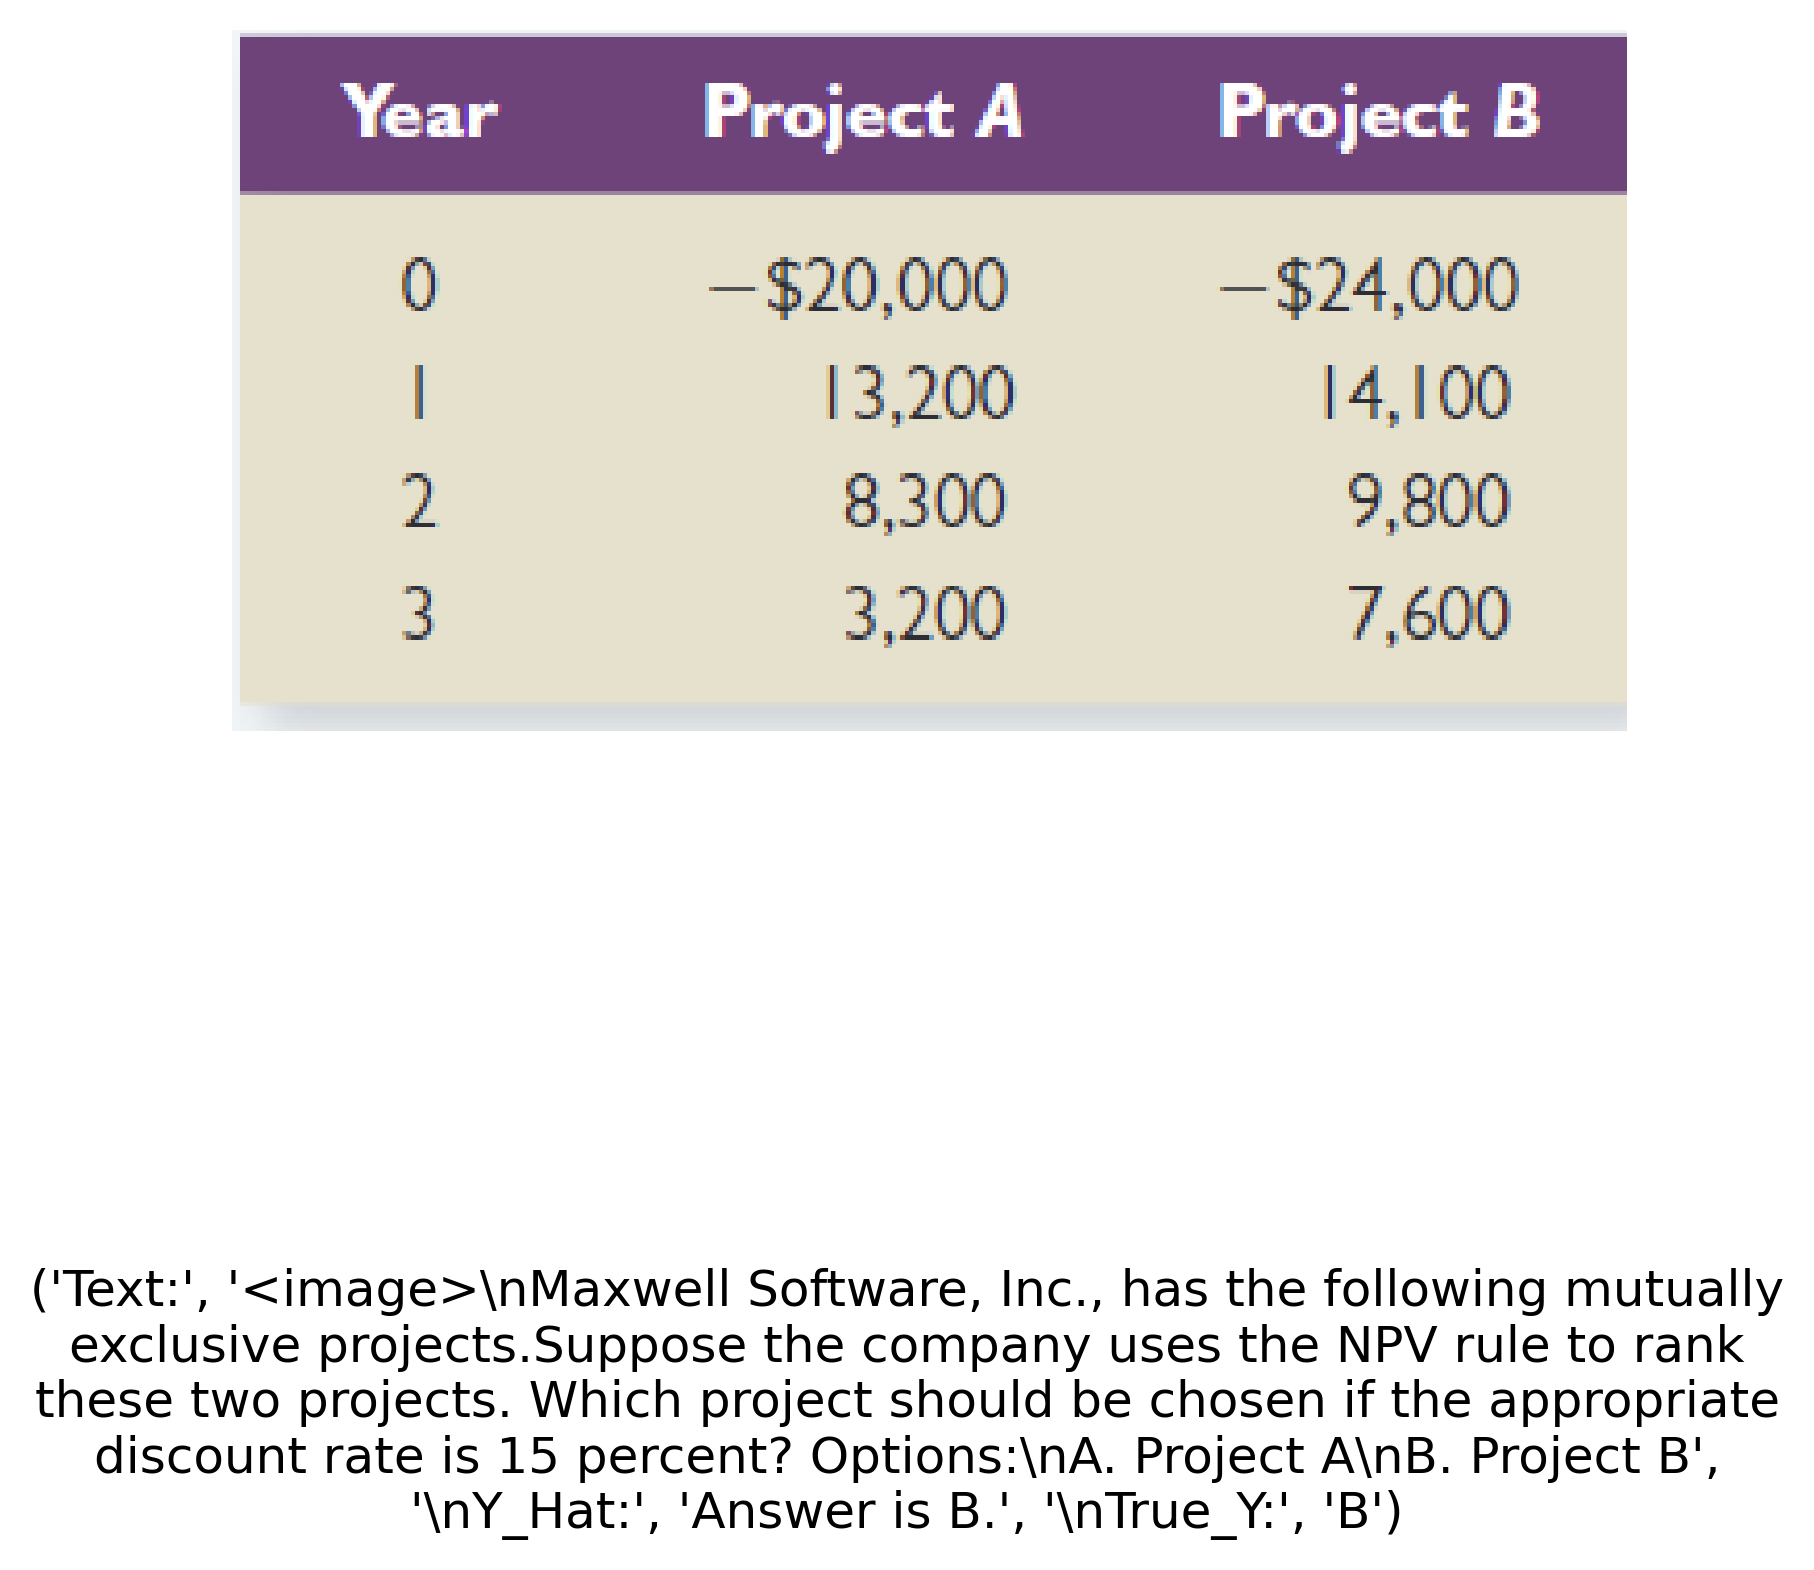 Year Project A Project B
0 −$20,000 −$24,000
1 13,200 14,100
2 8,300 9,800
3 3,200 7,600
('Text:', '<image>\nMaxwell Software, Inc., has the following mutually
exclusive projects.Suppose the company uses the NPV rule to rank
these two projects. Which project should be chosen if the appropriate
discount rate is 15 percent? Options:\nA. Project A\nB. Project B',
'\nY_Hat:', 'Answer is B.', '\nTrue_Y:', 'B')